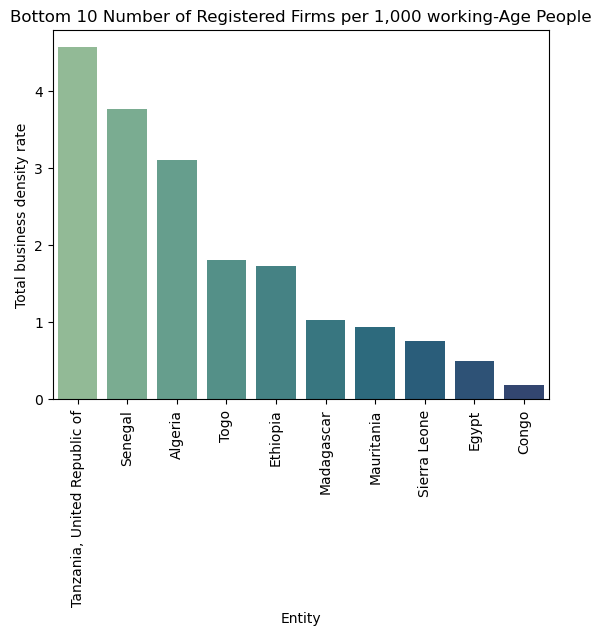 Bottom 10 Number of Registered Firms per 1,000 working-Age People
Total business density rate
4
3
2
1
0
Tanzania, United Republic of
Senegal
Algeria
Togo
Ethiopia
Madagascar
Mauritania
Sierra Leone
Egypt
Congo
Entity